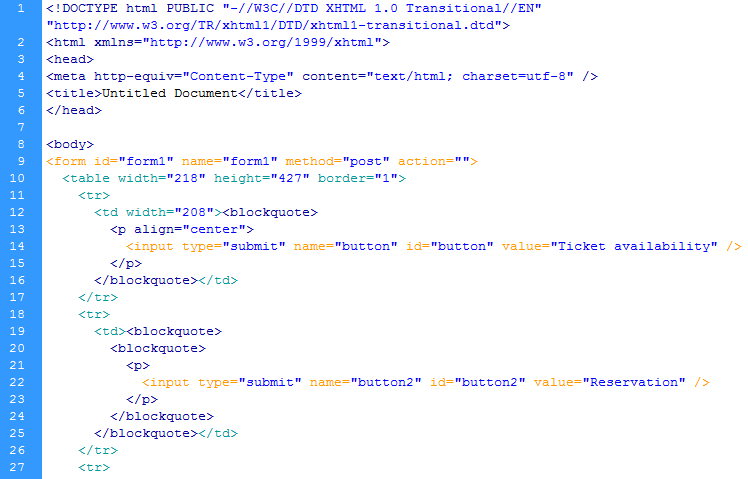 1 <!DOCTYPE html PUBLIC "-//W3C//DTD XHTML 1.0 Transitional//EN"
"http://www.w3.org/TR/xhtml1/DTD/xhtml1-transitional.dtd">
2 <html xmlns="http://www.w3.org/1999/xhtml">
3 <head>
4 <meta http-equiv="Content-Type" content="text/html; charset=utf-8" />
5 <title>Untitled Document</title>
6 </head>
7
8 <body>
9 <form id="form1" name="form1" method="post" action="">
10   <table width="218" height="427" border="1">
11     <tr>
12       <td width="208"><blockquote>
13         <p align="center">
14           <input type="submit" name="button" id="button" value="Ticket availability" />
15         </p>
16       </blockquote></td>
17     </tr>
18     <tr>
19       <td><blockquote>
20         <blockquote>
21           <p>
22             <input type="submit" name="button2" id="button2" value="Reservation" />
23           </p>
24         </blockquote>
25       </blockquote></td>
26     </tr>
27     <tr>